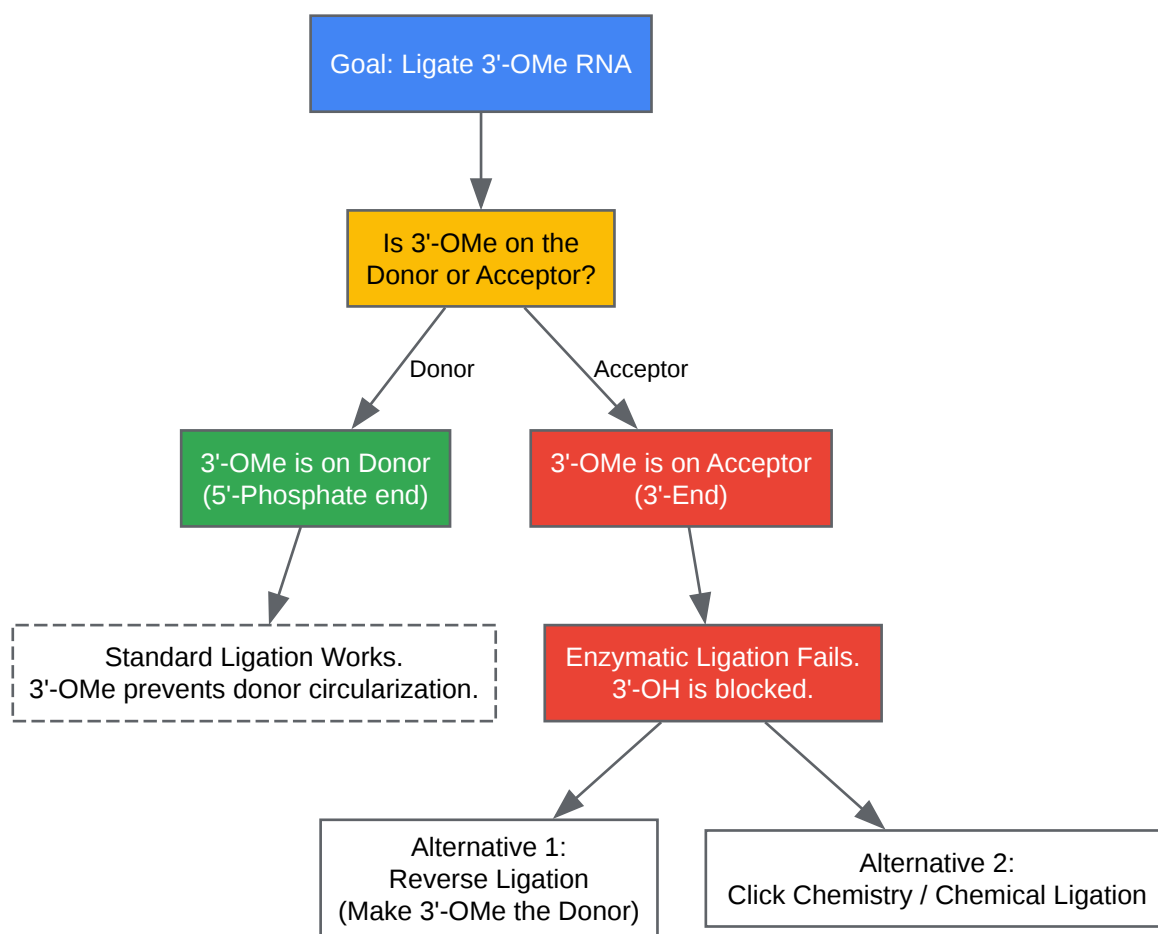 Goal: Ligate 3'-OMe RNA
Is 3'-OMe on the
Donor or Acceptor?
Donor
Acceptor
3'-OMe is on Donor
(5'-Phosphate end)
3'-OMe is on Acceptor
(3'-End)
Standard Ligation Works.
3'-OMe prevents donor circularization.
Enzymatic Ligation Fails.
3'-OH is blocked.
Alternative 1:
Reverse Ligation
(Make 3'-OMe the Donor)
Alternative 2:
Click Chemistry / Chemical Ligation